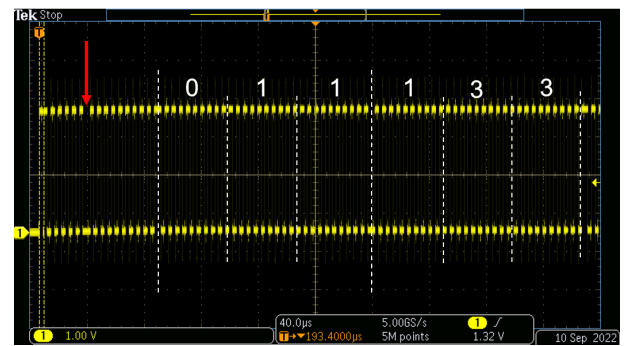 Tek Stop
T
0 1 1 1 3 3
1
40.0µs 5.00GS/s 1 ∫
T→▼193.4000µs 5M points 1.32 V
1 1.00 V
10 Sep 2022